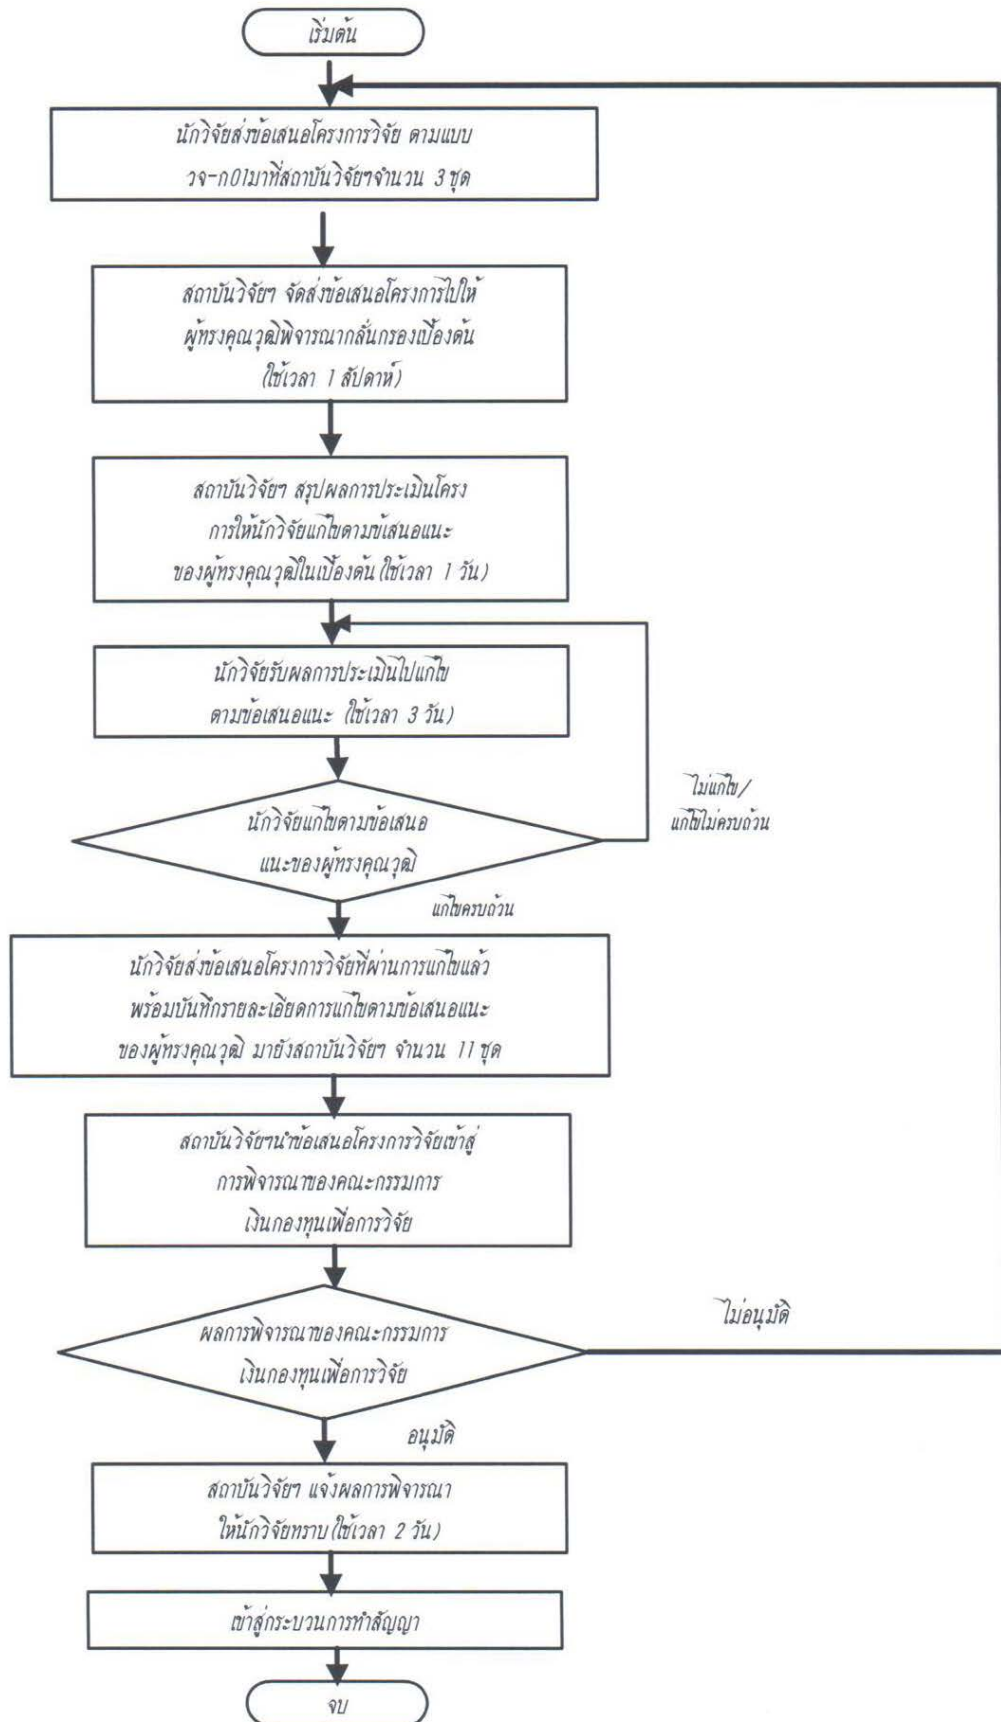 เริ่มต้น
นักวิจัยส่งข้อเสนอโครงการวิจัย ตามแบบ
วจ-ก01มาที่สถาบันวิจัยฯจำนวน 3 ชุด
สถาบันวิจัยฯ จัดส่งข้อเสนอโครงการไปให้
ผู้ทรงคุณวุฒิพิจารณากลั่นกรองเบื้องต้น
(ใช้เวลา 1 สัปดาห์)
สถาบันวิจัยฯ สรุปผลการประเมินโครง
การให้นักวิจัยแก้ไขตามข้เสนอแนะ
ของผู้ทรงคุณวุฒิในเบื้องต้น (ใช้เวลา 1 วัน)
นักวิจัยรับผลการประเมินไปแก้ไข
ตามข้อเสนอแนะ (ใช้เวลา 3 วัน)
ไม่แก้ไข/
แก้ไขไม่ครบถ้วน
นักวิจัยแก้ไขตามข้อเสนอ
แนะของผู้ทรงคุณวุฒิ
แก้ไขครบถ้วน
นักวิจัยส่งข้อเสนอโครงการวิจัยที่ผ่านการแก้ไขแล้ว
พร้อมบันทึกรายละเอียดการแก้ไขตามข้อเสนอแนะ
ของผู้ทรงคุณวุฒิ มายังสถาบันวิจัยฯ จำนวน 11 ชุด
สถาบันวิจัยฯนำข้อเสนอโครงการวิจัยเข้าสู่
การพิจารณาของคณะกรรมการ
เงินกองทุนเพื่อการวิจัย
ไม่อนุมัติ
ผลการพิจารณาของคณะกรรมการ
เงินกองทุนเพื่อการวิจัย
อนุมัติ
สถาบันวิจัยฯ แจ้งผลการพิจารณา
ให้นักวิจัยทราบ (ใช้เวลา 2 วัน)
เข้าสู่กระบวนการทำสัญญา
จบ